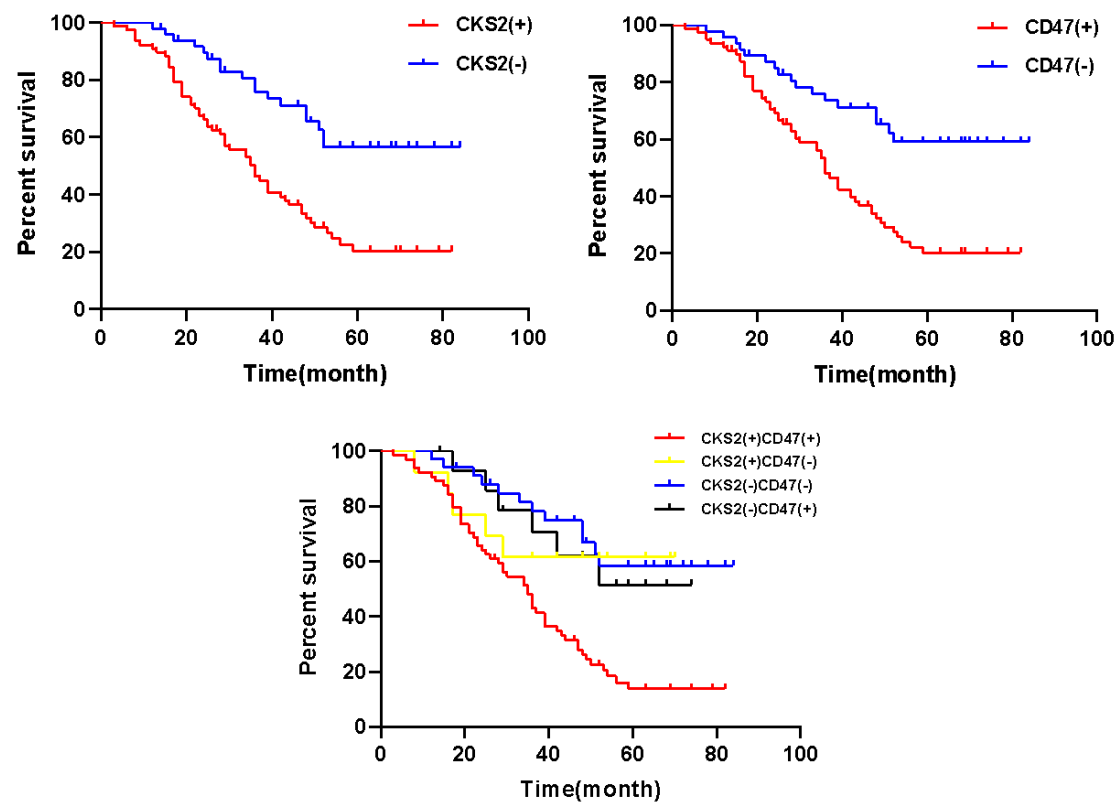 CKS2(+)
CKS2(-)
Percent survival
100
80
60
40
20
0
0 20 40 60 80 100
Time(month)
CD47(+)
CD47(-)
Percent survival
100
80
60
40
20
0
0 20 40 60 80 100
Time(month)
CKS2(+)CD47(+)
CKS2(+)CD47(-)
CKS2(-)CD47(-)
CKS2(-)CD47(+)
Percent survival
100
80
60
40
20
0
0 20 40 60 80 100
Time(month)